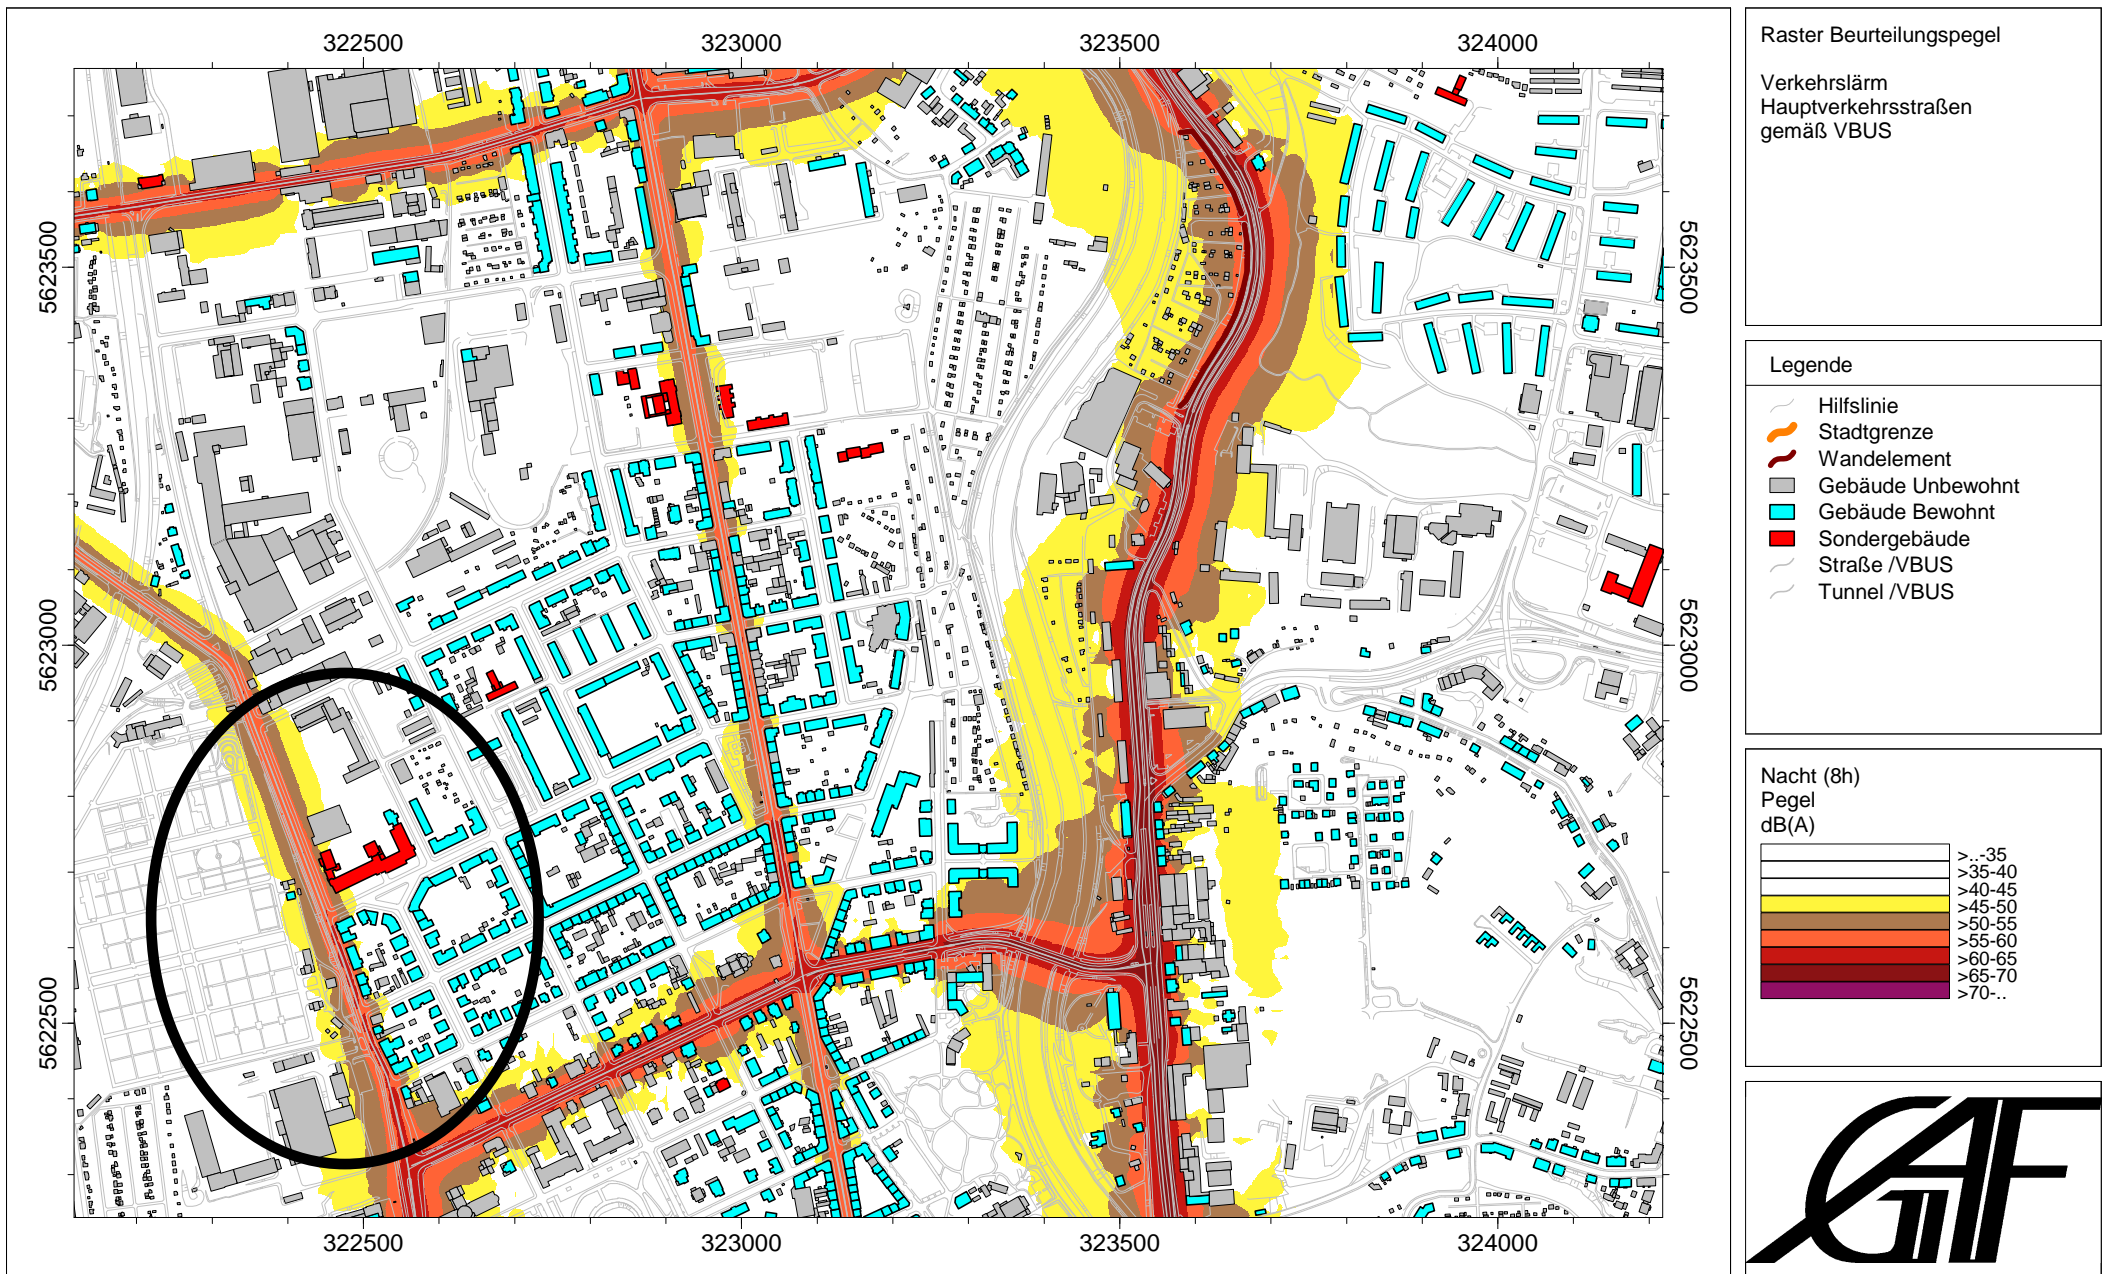 322500 323000 323500 324000
5623500 5623500
5623000 5623000
5622500 5622500
322500 323000 323500 324000
Raster Beurteilungspegel
Verkehrslärm
Hauptverkehrsstraßen
gemäß VBUS
Legende
Hilfslinie
Stadtgrenze
Wandelement
Gebäude Unbewohnt
Gebäude Bewohnt
Sondergebäude
Straße /VBUS
Tunnel /VBUS
Nacht (8h)
Pegel
dB(A)
>..-35
>35-40
>40-45
>45-50
>50-55
>55-60
>60-65
>65-70
>70-..
GAF